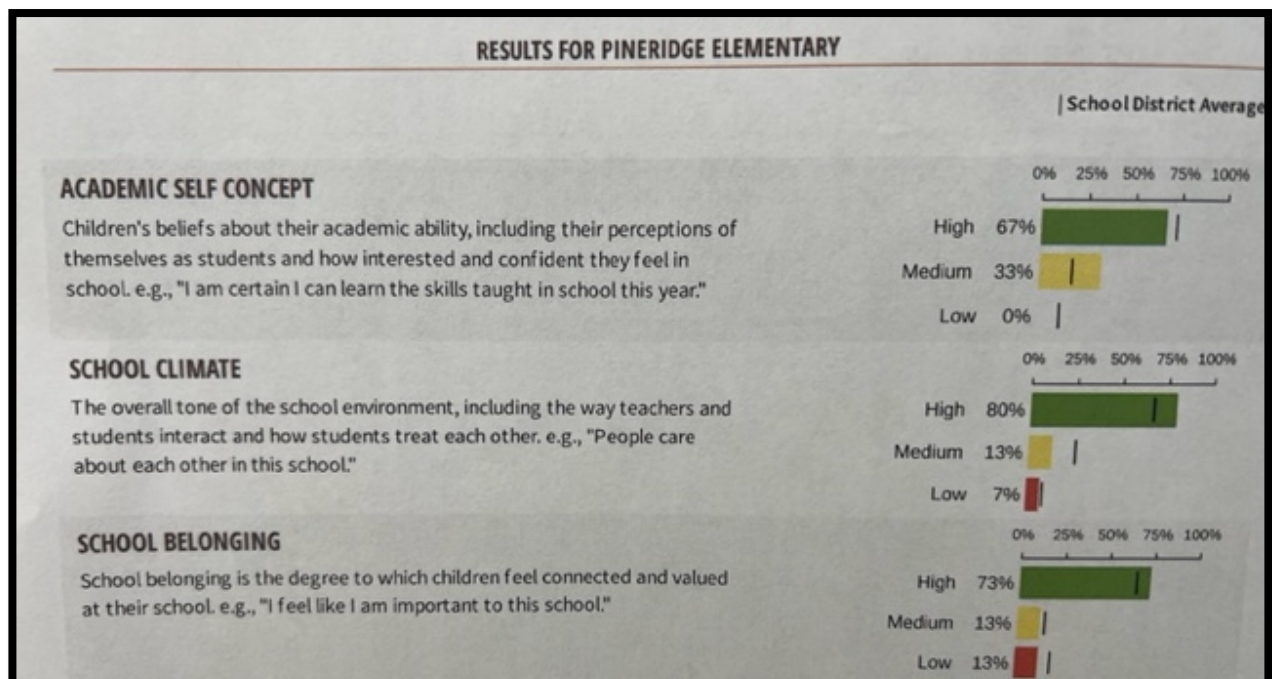 RESULTS FOR PINERIDGE ELEMENTARY
| School District Average
ACADEMIC SELF CONCEPT
Children's beliefs about their academic ability, including their perceptions of
themselves as students and how interested and confident they feel in
school. e.g., "I am certain I can learn the skills taught in school this year."
0% 25% 50% 75% 100%
High 67%
Medium 33%
Low 0%
SCHOOL CLIMATE
The overall tone of the school environment, including the way teachers and
students interact and how students treat each other. e.g., "People care
about each other in this school."
0% 25% 50% 75% 100%
High 80%
Medium 13%
Low 7%
SCHOOL BELONGING
School belonging is the degree to which children feel connected and valued
at their school. e.g., "I feel like I am important to this school."
0% 25% 50% 75% 100%
High 73%
Medium 13%
Low 13%